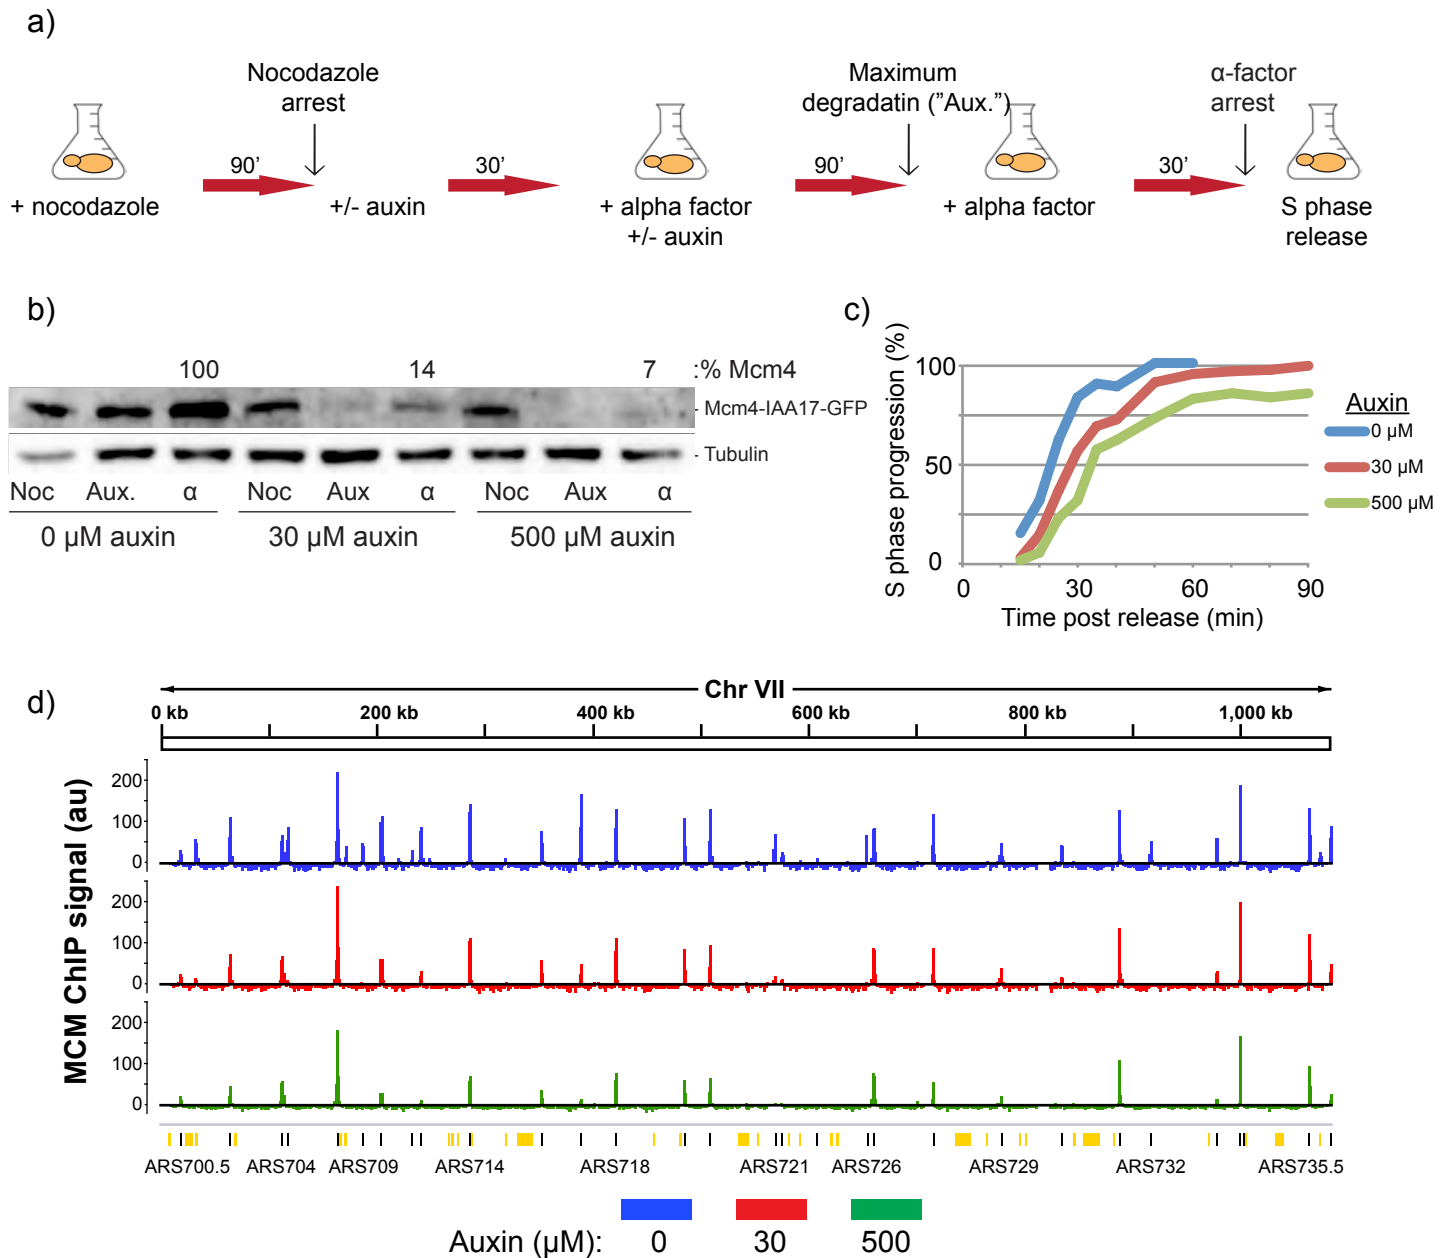 a)
Nocodazole
arrest
Maximum
degradatin ("Aux.")
α-factor
arrest
90' 30' 90' 30'
+ nocodazole
+/- auxin
+ alpha factor
+/- auxin
+ alpha factor
S phase
release
b)
100 14 7 :% Mcm4
- Mcm4-IAA17-GFP
- Tubulin
Noc Aux. α Noc Aux α Noc Aux α
0 µM auxin 30 µM auxin 500 µM auxin
c)
S phase progression (%)
100
50
0
0 30 60 90
Time post release (min)
Auxin
0 µM
30 µM
500 µM
d)
Chr VII
0 kb 200 kb 400 kb 600 kb 800 kb 1,000 kb
MCM ChIP signal (au)
200
100
0
200
100
0
200
100
0
ARS700.5 ARS704 ARS709 ARS714 ARS718 ARS721 ARS726 ARS729 ARS732 ARS735.5
Auxin (µM): 0 30 500